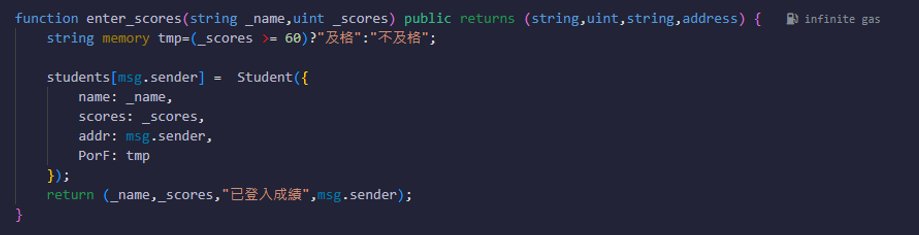 function enter_scores(string _name,uint _scores) public returns (string,uint,string,address) { infinite gas
string memory tmp=(_scores >= 60)?"及格":"不及格";
students[msg.sender] =  Student({
name: _name,
scores: _scores,
addr: msg.sender,
PorF: tmp
});
return (_name,_scores,"已登入成績",msg.sender);
}